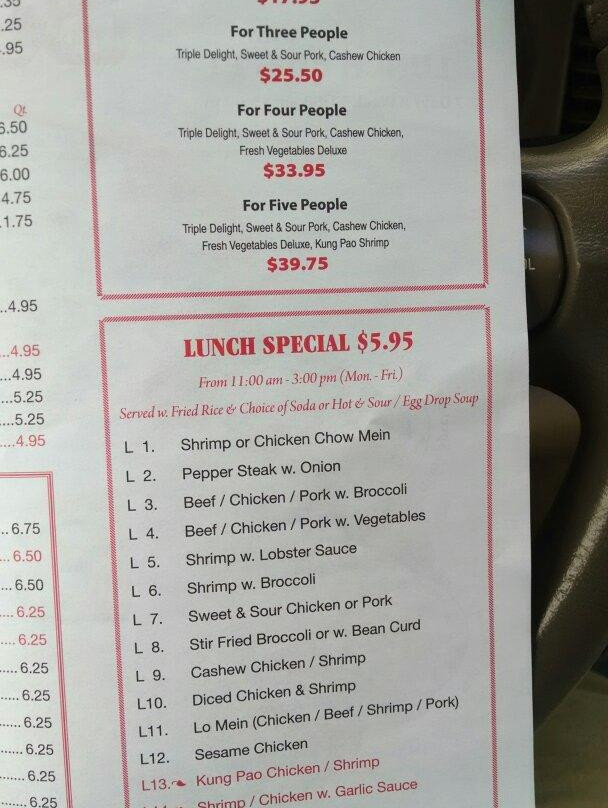 .25
.95
Qt.
6.50
6.25
6.00
4.75
1.75
..4.95
...4.95
...4.95
...5.25
....5.25
....4.95
..6.75
...6.50
...6.50
....6.25
....6.25
.....6.25
.....6.25
.....6.25
......6.25
......6.25
.......6.25
For Three People
Triple Delight, Sweet & Sour Pork, Cashew Chicken
$25.50
For Four People
Triple Delight, Sweet & Sour Pork, Cashew Chicken,
Fresh Vegetables Deluxe
$33.95
For Five People
Triple Delight, Sweet & Sour Pork, Cashew Chicken,
Fresh Vegetables Deluxe, Kung Pao Shrimp
$39.75
LUNCH SPECIAL $5.95
From 11:00 am - 3:00 pm (Mon. - Fri.)
Served w. Fried Rice & Choice of Soda or Hot & Sour / Egg Drop Soup
L 1. Shrimp or Chicken Chow Mein
L 2. Pepper Steak w. Onion
L 3. Beef / Chicken / Pork w. Broccoli
L 4. Beef / Chicken / Pork w. Vegetables
L 5. Shrimp w. Lobster Sauce
L 6. Shrimp w. Broccoli
L 7. Sweet & Sour Chicken or Pork
L 8. Stir Fried Broccoli or w. Bean Curd
L 9. Cashew Chicken / Shrimp
L10. Diced Chicken & Shrimp
L11. Lo Mein (Chicken / Beef / Shrimp / Pork)
L12. Sesame Chicken
L13. Kung Pao Chicken / Shrimp
Shrimp / Chicken w. Garlic Sauce